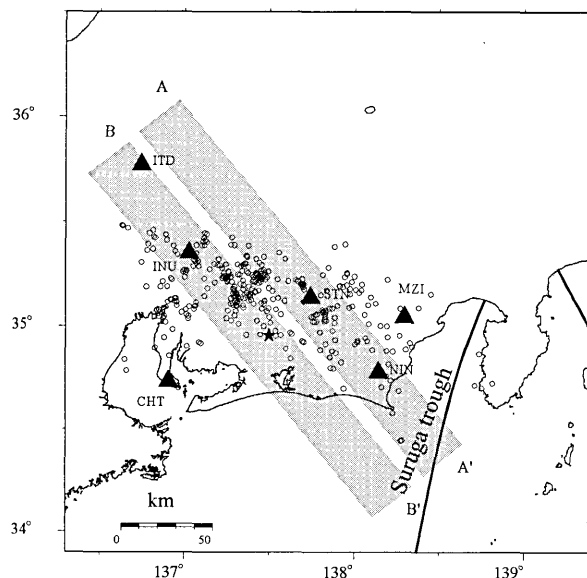 A
36°
B
ITD
INU
STN
MZI
35°
NIN
CHT
Suruga trough
A'
km
B'
0
50
34°
137°
138°
139°